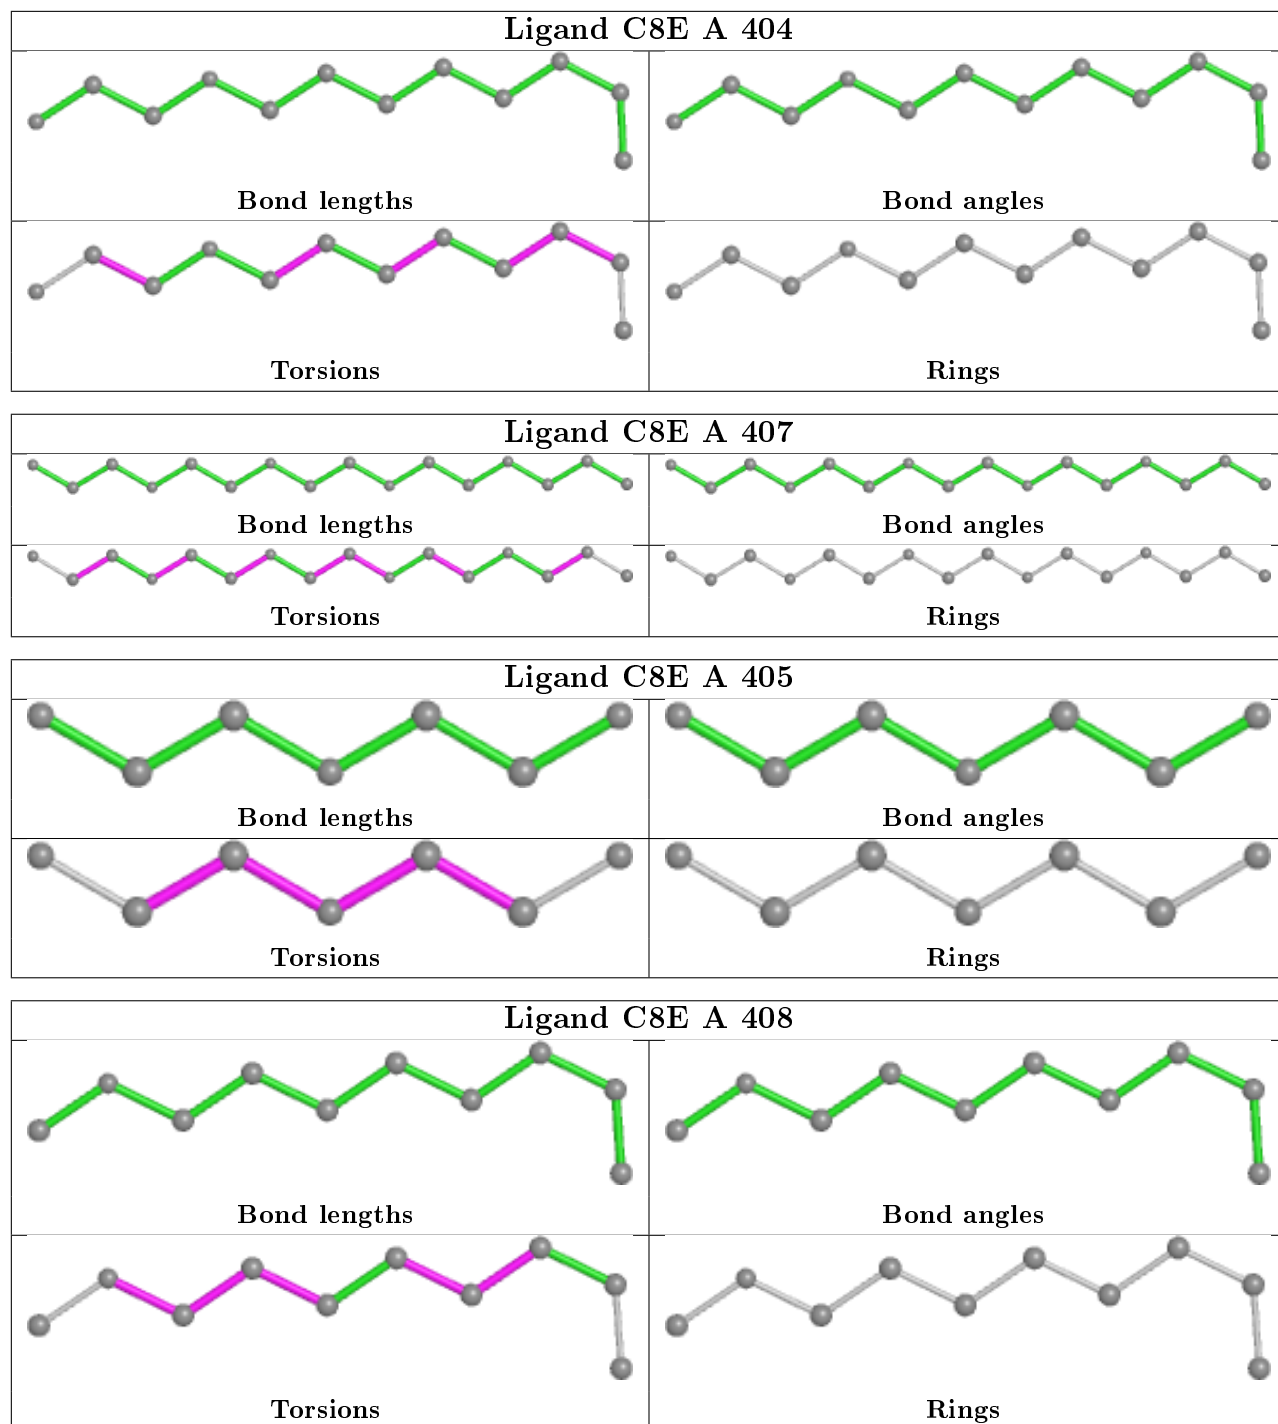 Ligand C8E A 404
Bond lengths
Bond angles
Torsions
Rings
Ligand C8E A 407
Bond lengths
Bond angles
Torsions
Rings
Ligand C8E A 405
Bond lengths
Bond angles
Torsions
Rings
Ligand C8E A 408
Bond lengths
Bond angles
Torsions
Rings